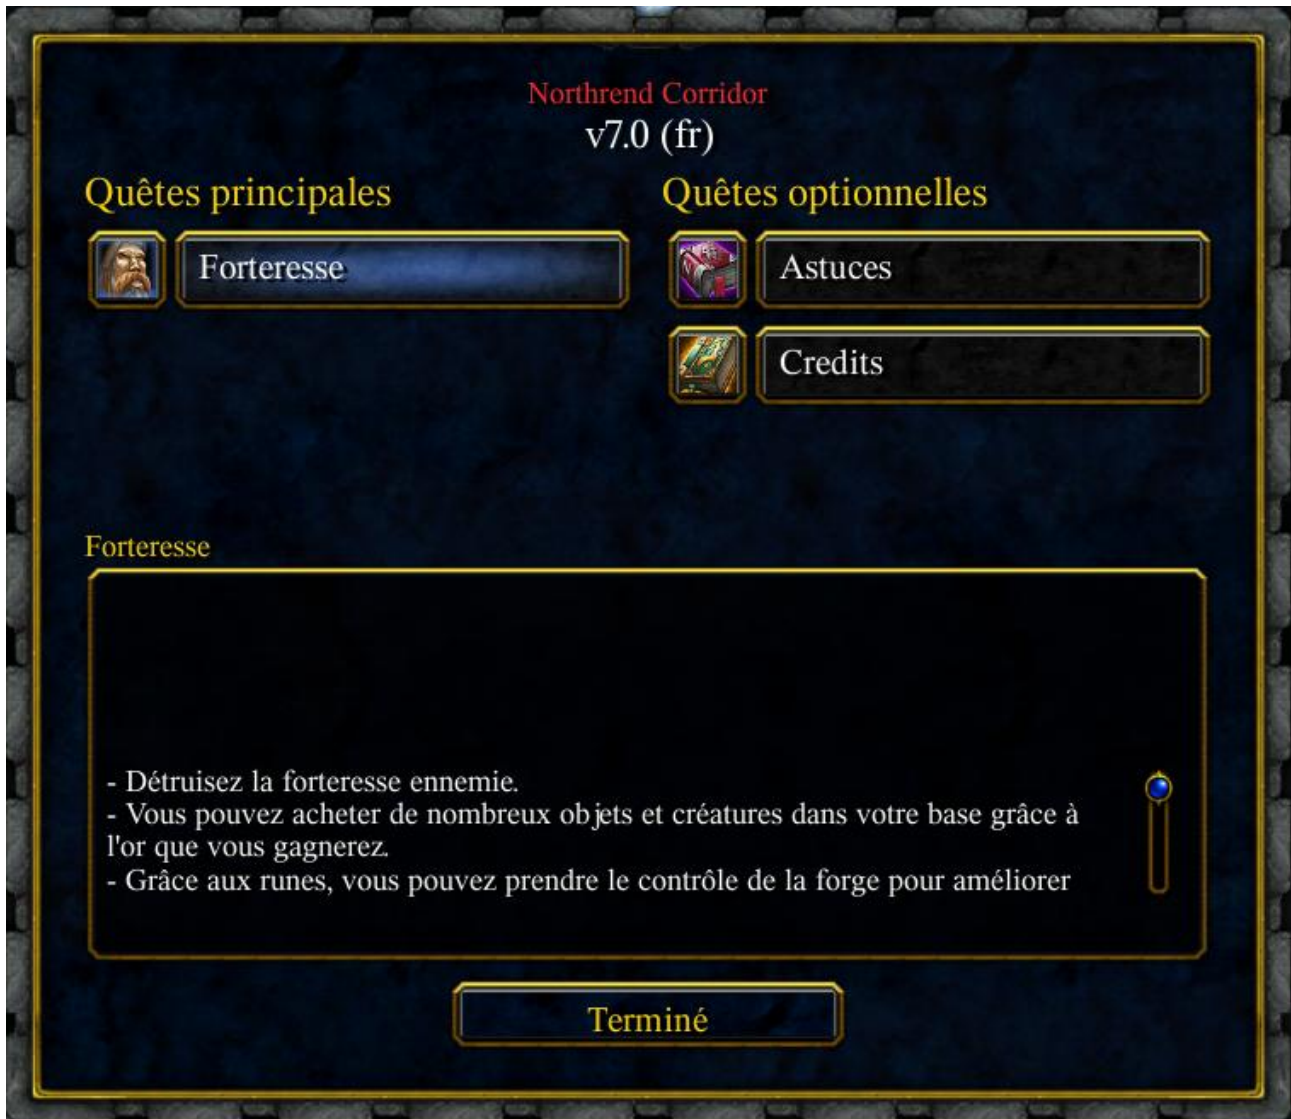 Northrend Corridor
v7.0 (fr)
Quêtes principales
Quêtes optionnelles
Forteresse
Astuces
Credits
Forteresse
- Détruisez la forteresse ennemie.
- Vous pouvez acheter de nombreux objets et créatures dans votre base grâce à
l'or que vous gagnerez.
- Grâce aux runes, vous pouvez prendre le contrôle de la forge pour améliorer
Terminé